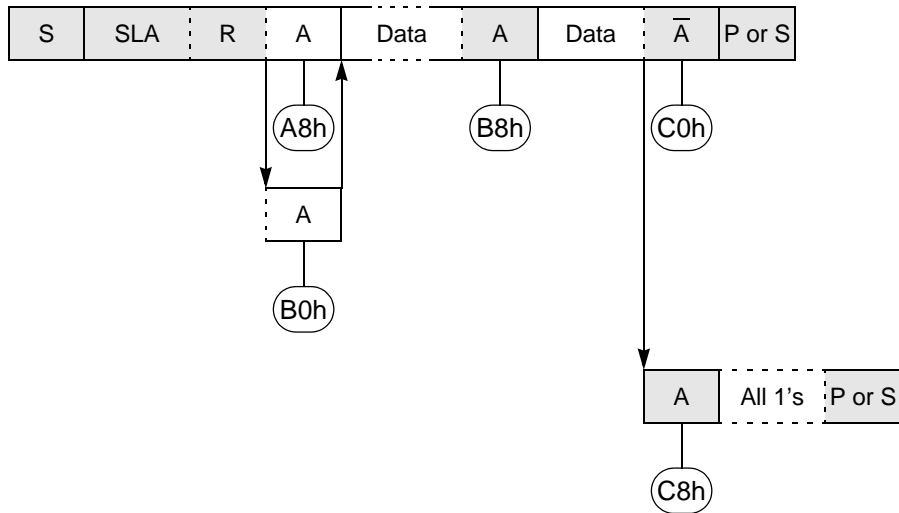 S SLA R A Data A Data A̅ P or S
A8h B8h C0h
A
B0h
A All 1's P or S
C8h